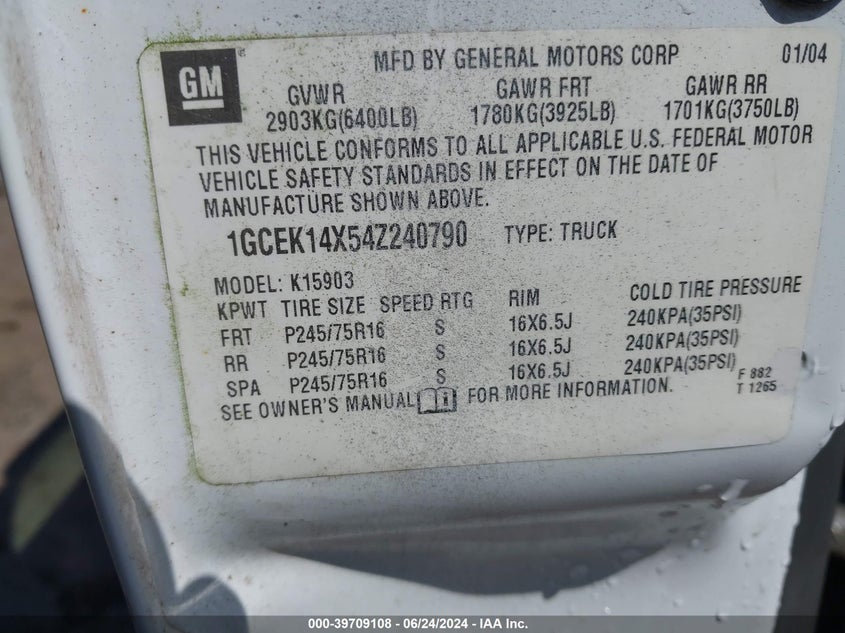 GM
MFD BY GENERAL MOTORS CORP 01/04
GVWR GAWR FRT GAWR RR
2903KG(6400LB) 1780KG(3925LB) 1701KG(3750LB)
THIS VEHICLE CONFORMS TO ALL APPLICABLE U.S. FEDERAL MOTOR
VEHICLE SAFETY STANDARDS IN EFFECT ON THE DATE OF
MANUFACTURE SHOWN ABOVE.
1GCEK14X54Z240790 TYPE: TRUCK
MODEL: K15903
KPWT TIRE SIZE SPEED RTG RIM COLD TIRE PRESSURE
FRT P245/75R16 S 16X6.5J 240KPA(35PSI)
RR P245/75R16 S 16X6.5J 240KPA(35PSI)
SPA P245/75R16 S 16X6.5J 240KPA(35PSI)
SEE OWNER'S MANUAL FOR MORE INFORMATION.
F 882
T 1265
000-39709108 - 06/24/2024 - IAA Inc.